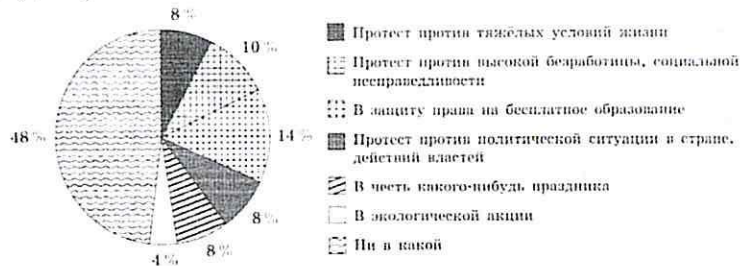 8 %
10 %
14 %
8 %
8 %
4 %
48 %
Протест против тяжёлых условий жизни
Протест против высокой безработицы, социальной
несправедливости
В защиту права на бесплатное образование
Протест против политической ситуации в стране,
действий властей
В честь какого-нибудь праздника
В экологической акции
Ни в какой